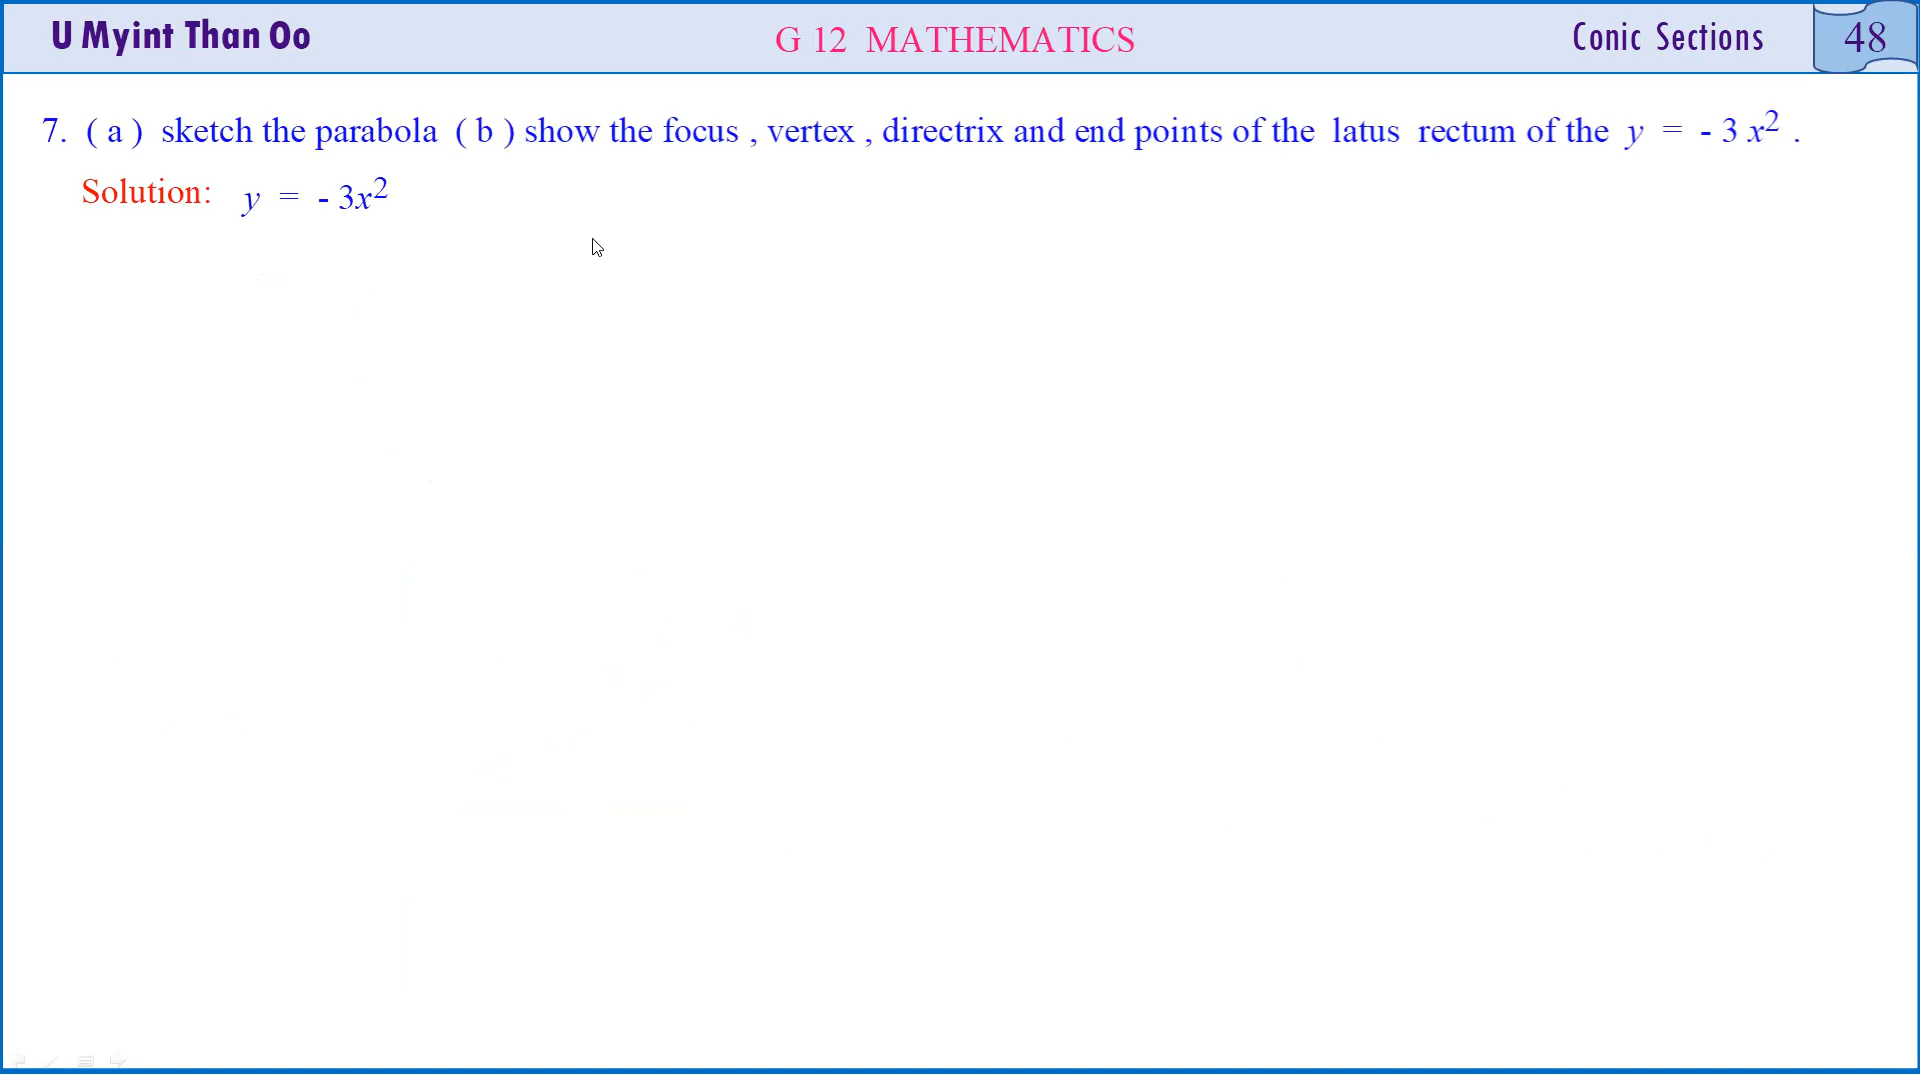 U Myint Than Oo
G 12 MATHEMATICS
Conic Sections
48
7. ( a ) sketch the parabola ( b ) show the focus , vertex , directrix and end points of the latus rectum of the y = - 3 x² .
Solution: y = - 3x²